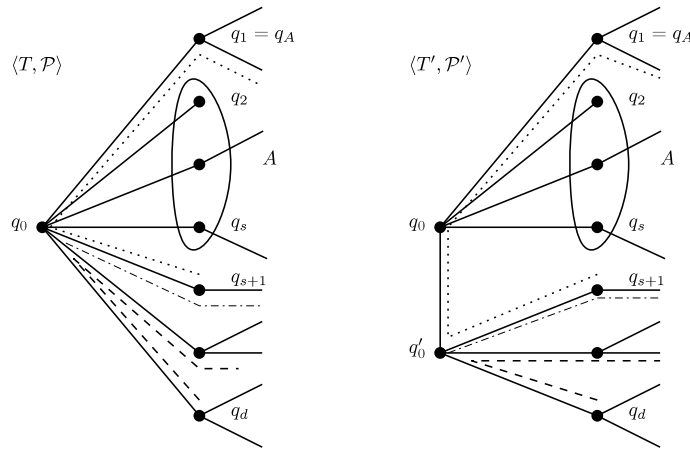 ⟨T, 𝒫⟩
q₁ = q_A
q₂
A
q₀
q_s
q_{s+1}
q_d
⟨T′, 𝒫′⟩
q₁ = q_A
q₂
A
q₀
q_s
q_{s+1}
q′₀
q_d